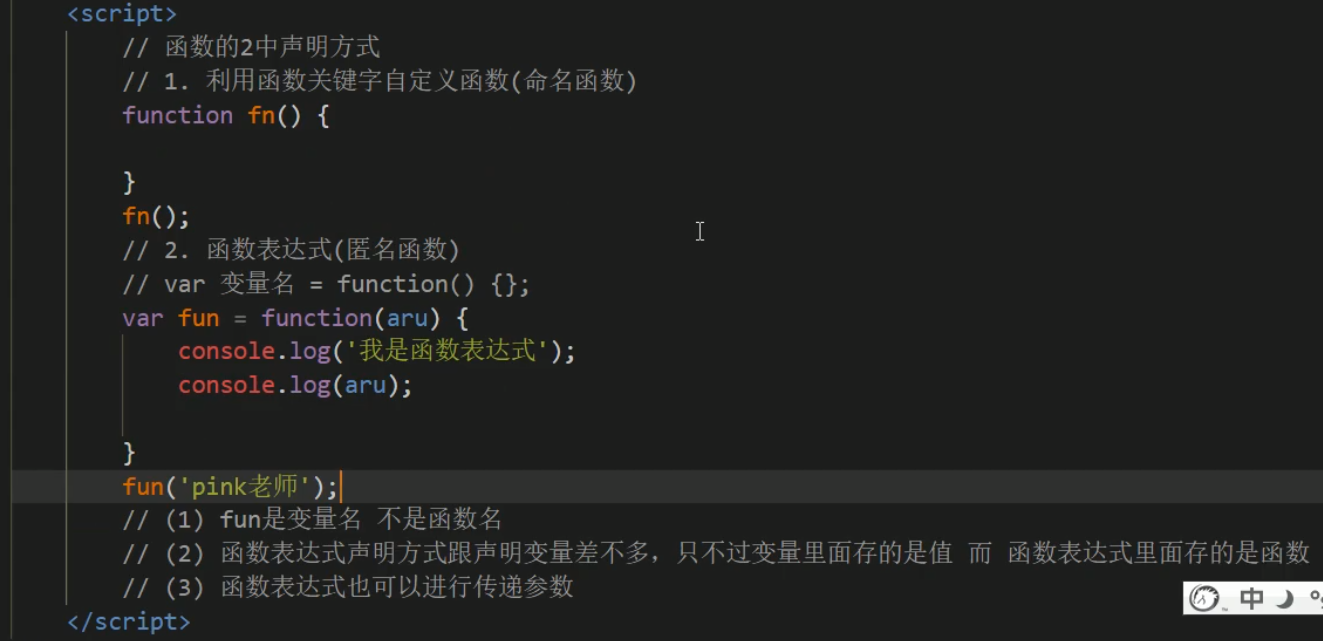 <script>
// 函数的2中声明方式
// 1. 利用函数关键字自定义函数(命名函数)
function fn() {
}
fn();
// 2. 函数表达式(匿名函数)
// var 变量名 = function() {};
var fun = function(aru) {
console.log('我是函数表达式');
console.log(aru);
}
fun('pink老师');
// (1) fun是变量名 不是函数名
// (2) 函数表达式声明方式跟声明变量差不多，只不过变量里面存的是值 而 函数表达式里面存的是函数
// (3) 函数表达式也可以进行传递参数
</script>
中